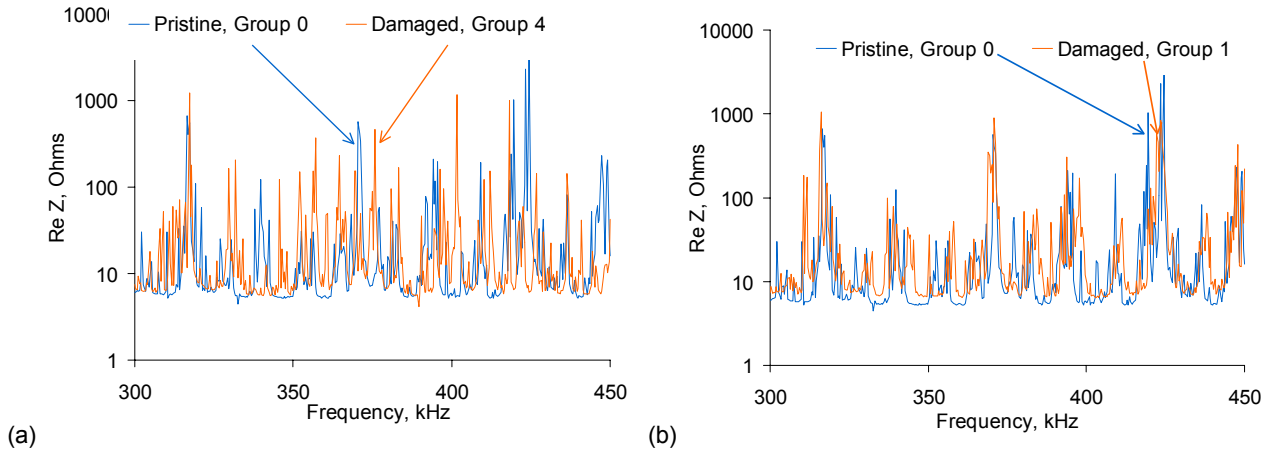 10000
Pristine, Group 0
Damaged, Group 4
1000
100
10
1
Re Z, Ohms
300
350
400
450
Frequency, kHz
(a)
10000
Pristine, Group 0
Damaged, Group 1
1000
100
10
1
Re Z, Ohms
300
350
400
450
Frequency, kHz
(b)